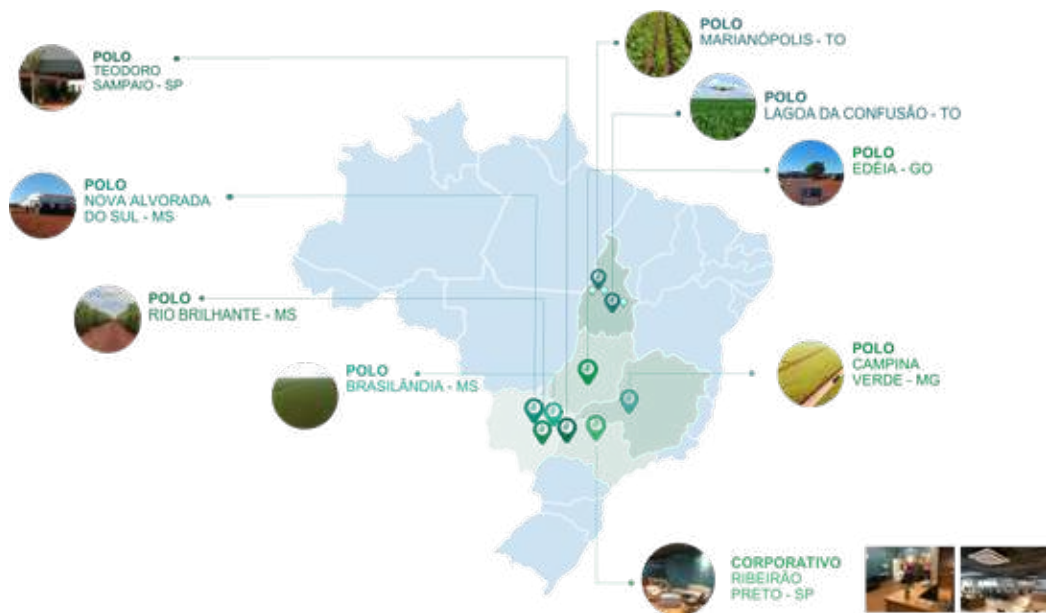 POLO
TEODORO
SAMPAIO - SP
POLO
MARIANÓPOLIS - TO
POLO
LAGOA DA CONFUSÃO - TO
POLO
EDÉIA - GO
POLO
NOVA ALVORADA
DO SUL - MS
POLO
RIO BRILHANTE - MS
POLO
BRASILÂNDIA - MS
POLO
CAMPINA
VERDE - MG
CORPORATIVO
RIBEIRÃO
PRETO - SP